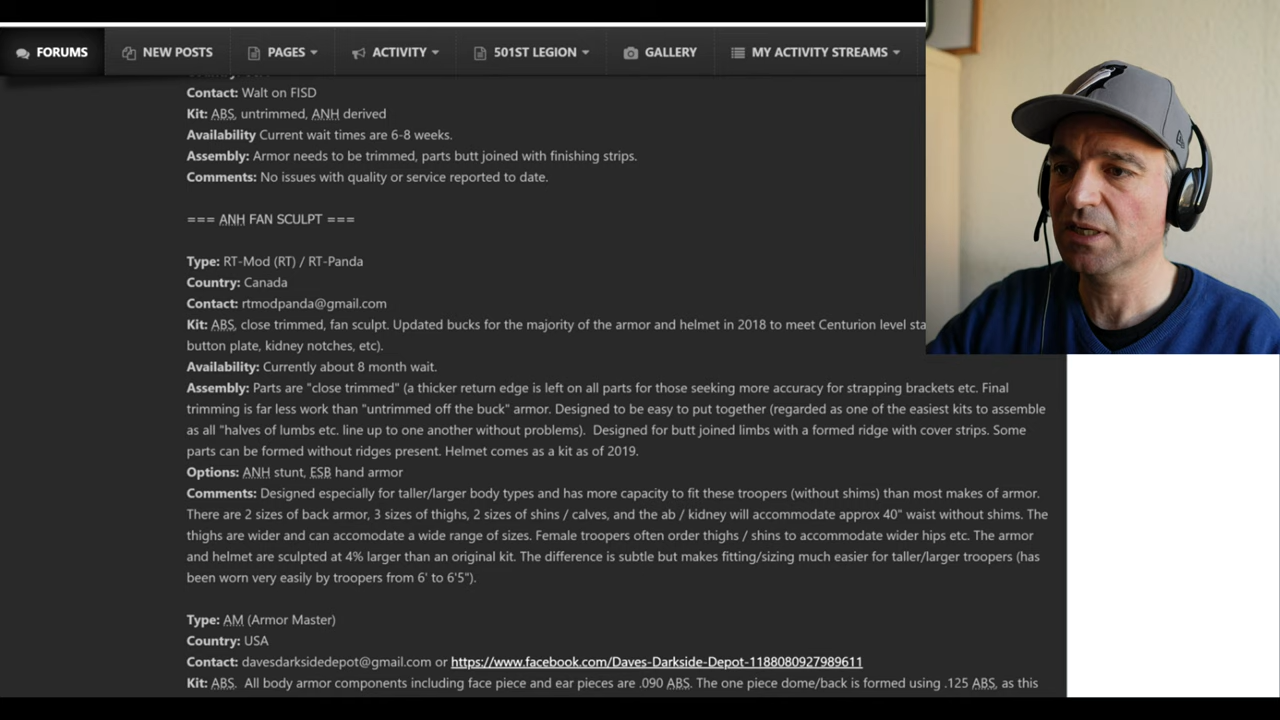 FORUMS NEW POSTS PAGES ACTIVITY 501ST LEGION GALLERY MY ACTIVITY STREAMS
Contact: Walt on FISD
Kit: ABS, untrimmed, ANH derived
Availability Current wait times are 6-8 weeks.
Assembly: Armor needs to be trimmed, parts butt joined with finishing strips.
Comments: No issues with quality or service reported to date.
=== ANH FAN SCULPT ===
Type: RT-Mod (RT) / RT-Panda
Country: Canada
Contact: rtmodpanda@gmail.com
Kit: ABS, close trimmed, fan sculpt. Updated bucks for the majority of the armor and helmet in 2018 to meet Centurion level sta
button plate, kidney notches, etc).
Availability: Currently about 8 month wait.
Assembly: Parts are "close trimmed" (a thicker return edge is left on all parts for those seeking more accuracy for strapping brackets etc. Final
trimming is far less work than "untrimmed off the buck" armor. Designed to be easy to put together (regarded as one of the easiest kits to assemble
as all "halves of lumbs etc. line up to one another without problems). Designed for butt joined limbs with a formed ridge with cover strips. Some
parts can be formed without ridges present. Helmet comes as a kit as of 2019.
Options: ANH stunt, ESB hand armor
Comments: Designed especially for taller/larger body types and has more capacity to fit these troopers (without shims) than most makes of armor.
There are 2 sizes of back armor, 3 sizes of thighs, 2 sizes of shins / calves, and the ab / kidney will accommodate approx 40" waist without shims. The
thighs are wider and can accomodate a wide range of sizes. Female troopers often order thighs / shins to accommodate wider hips etc. The armor
and helmet are sculpted at 4% larger than an original kit. The difference is subtle but makes fitting/sizing much easier for taller/larger troopers (has
been worn very easily by troopers from 6' to 6'5").
Type: AM (Armor Master)
Country: USA
Contact: davesdarksidedepot@gmail.com or https://www.facebook.com/Daves-Darkside-Depot-1188080927989611
Kit: ABS. All body armor components including face piece and ear pieces are .090 ABS. The one piece dome/back is formed using .125 ABS, as this